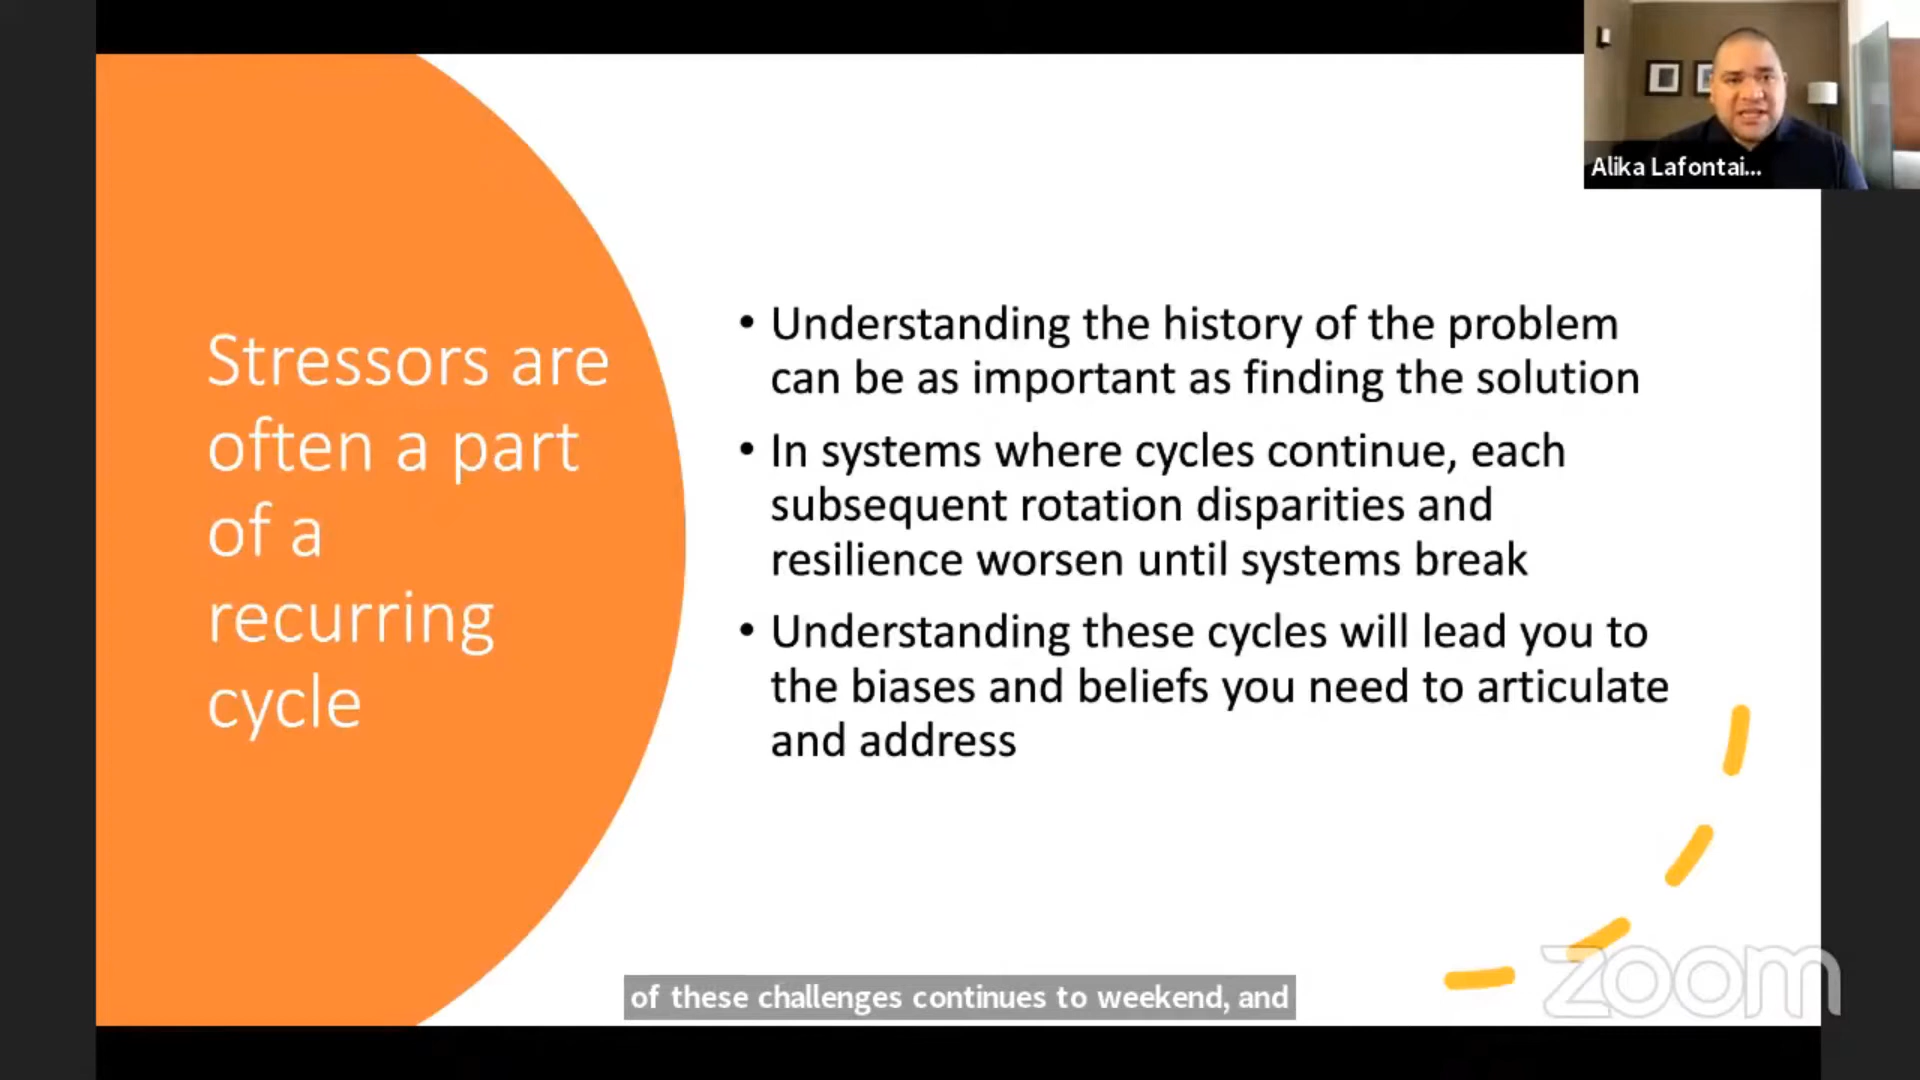 Alika Lafontai...
Stressors are
often a part
of a
recurring
cycle
• Understanding the history of the problem
can be as important as finding the solution
• In systems where cycles continue, each
subsequent rotation disparities and
resilience worsen until systems break
• Understanding these cycles will lead you to
the biases and beliefs you need to articulate
and address
of these challenges continues to weekend, and
zoom